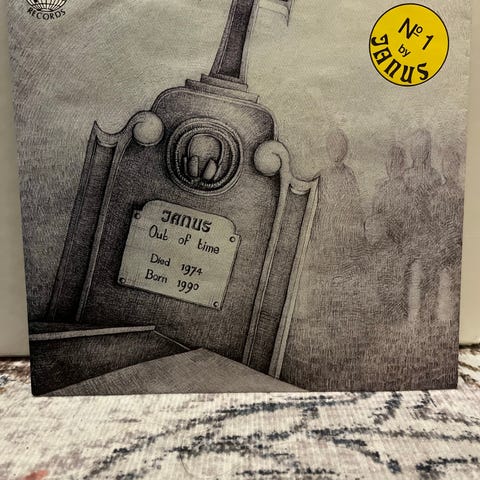 RECORDS
Nº 1
by
JANUS
JANUS
Out of time
Died 1974
Born 1990